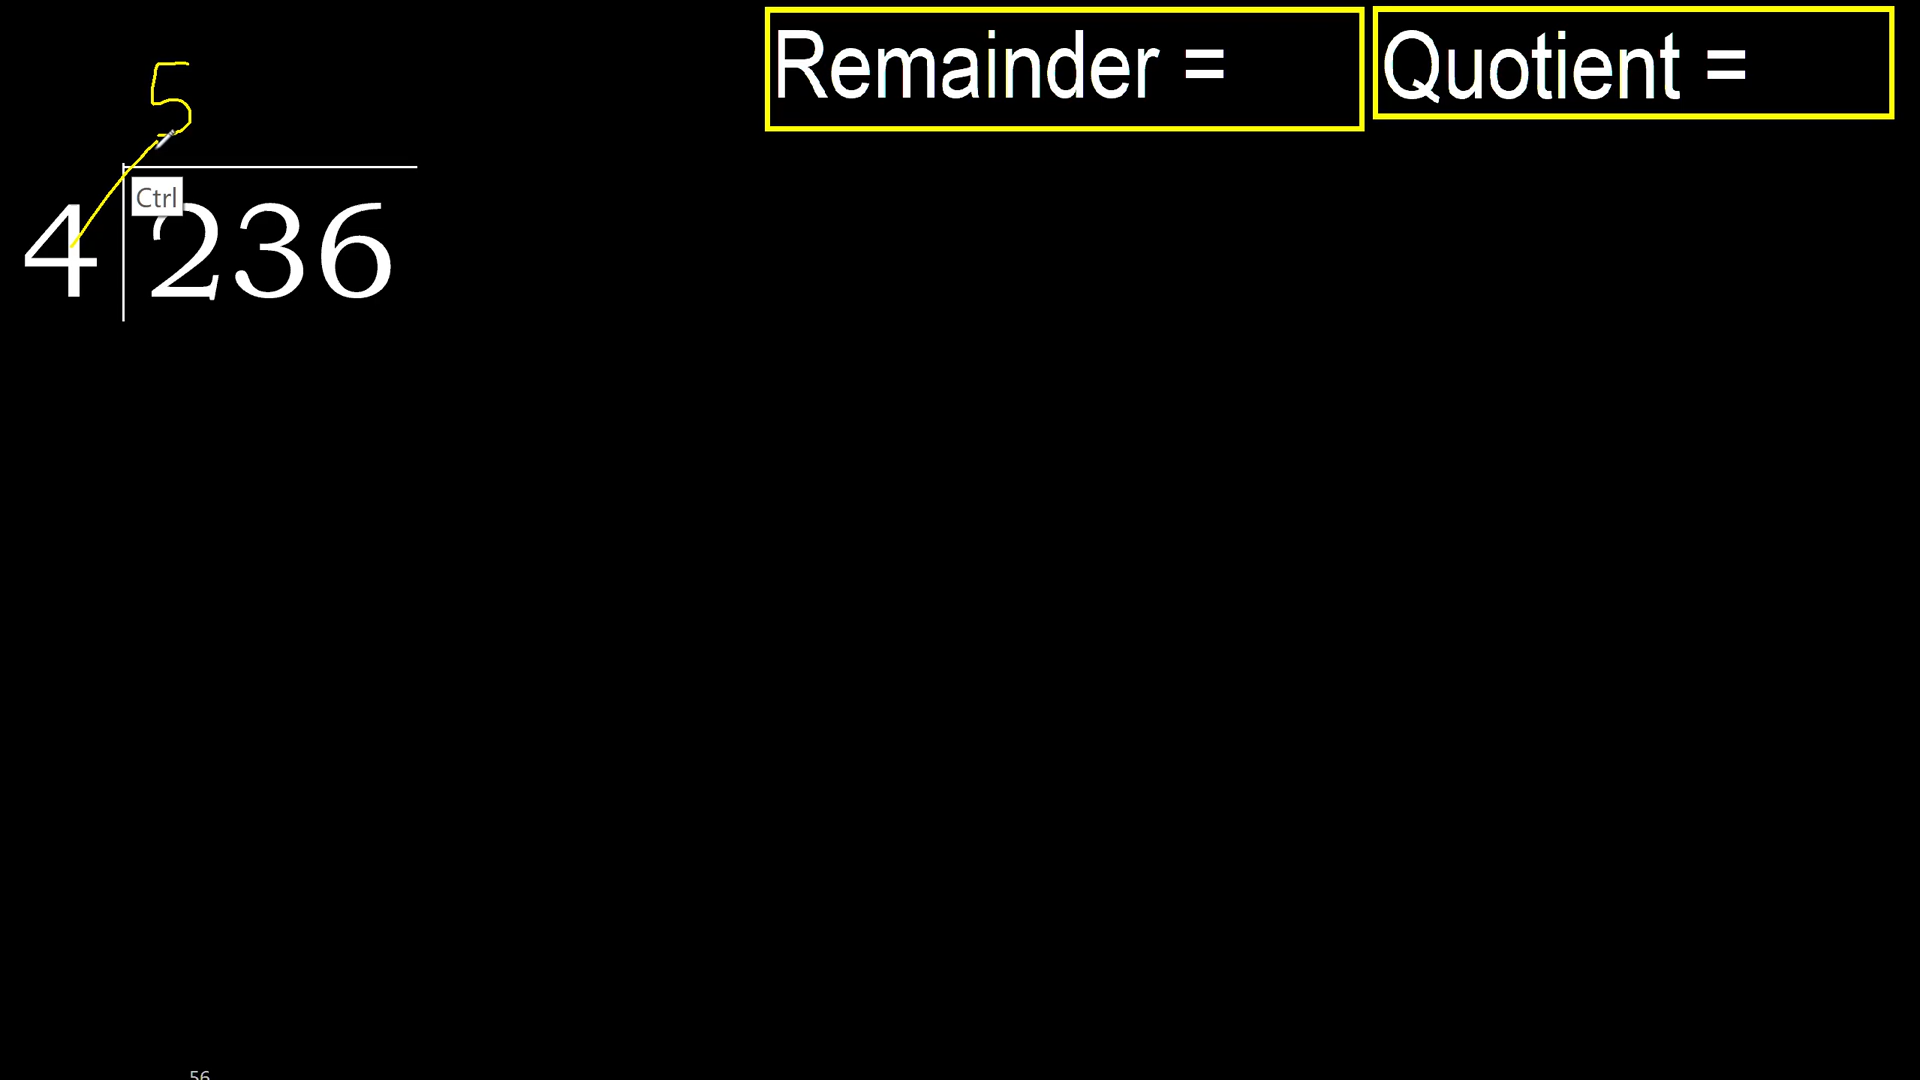 Remainder = Quotient =
5
Ctrl
4 236
56